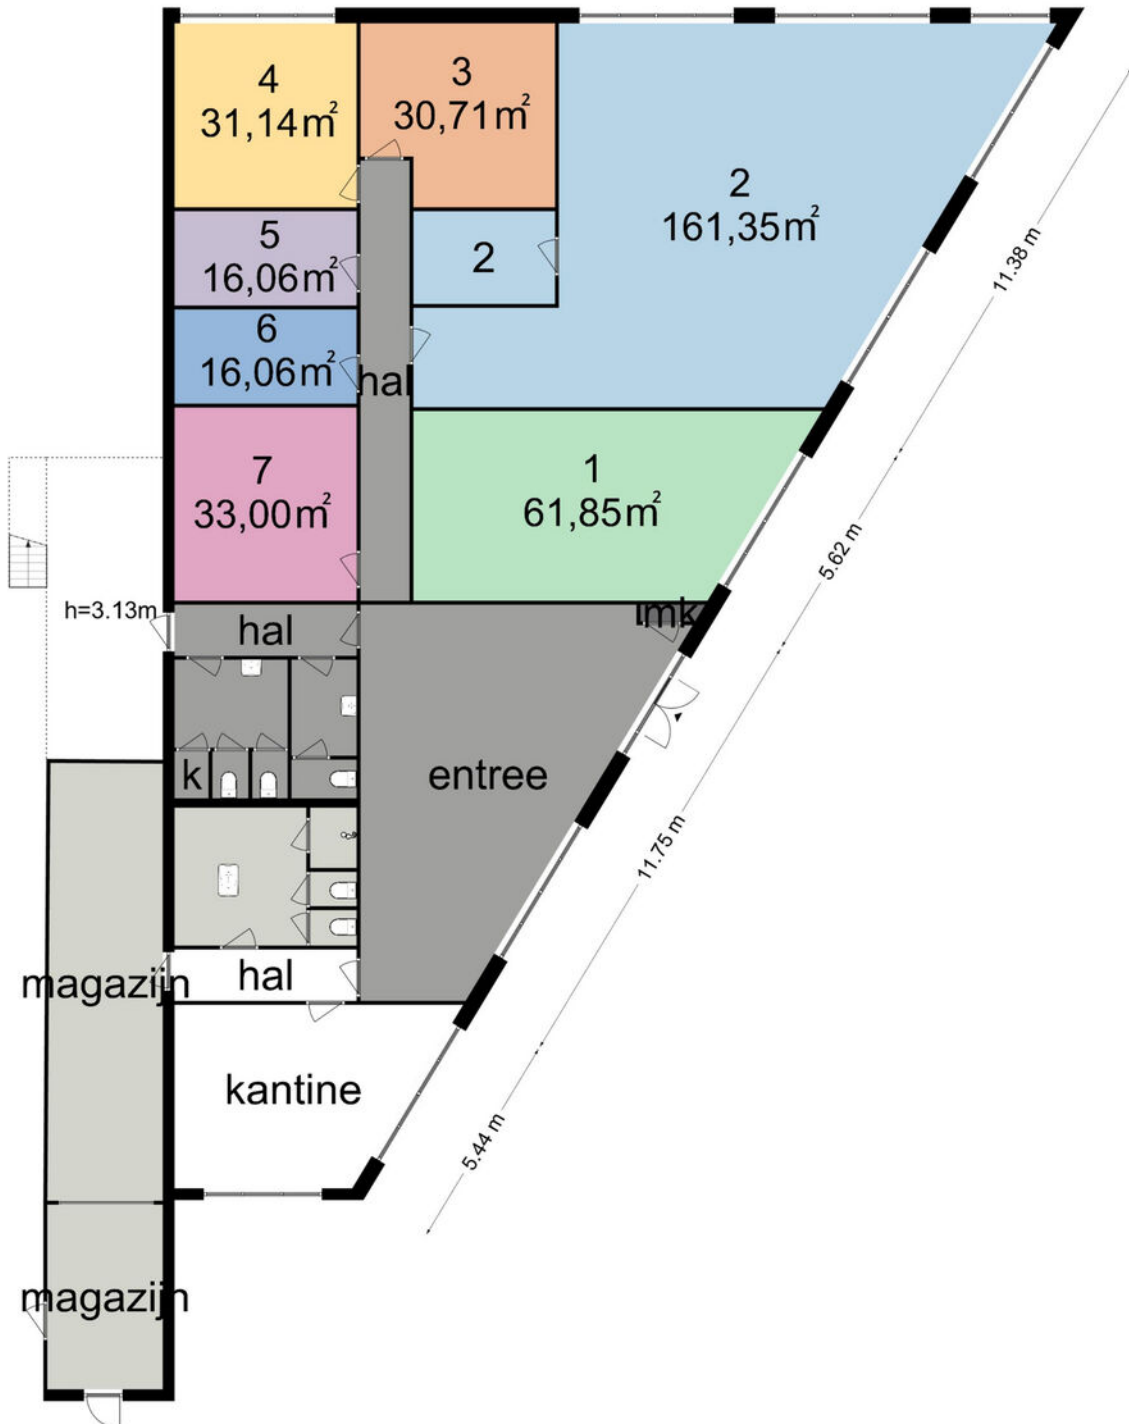 4
31,14m²
3
30,71m²
2
161,35m²
5
16,06m²
2
6
16,06m²
hal
7
33,00m²
1
61,85m²
11.38 m
5.62 m
h=3.13m
hal
lmk
k
entree
11.75 m
magazijn
hal
kantine
5.44 m
magazijn